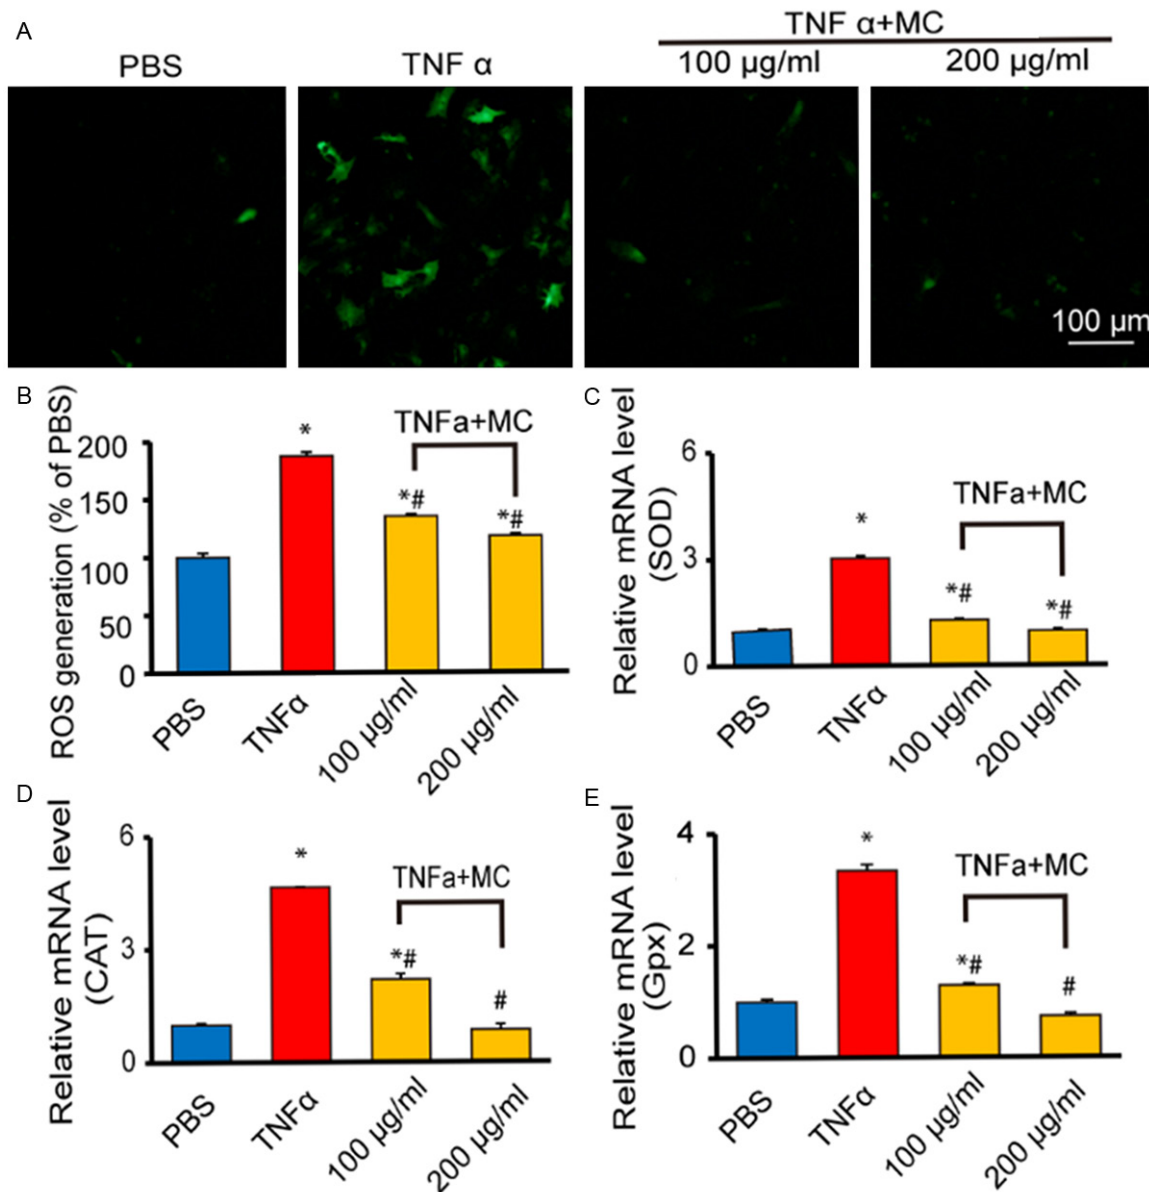 A
TNF α+MC
PBS
TNF α
100 µg/ml
200 µg/ml
100 µm
B
ROS generation (% of PBS)
200
150
100
50
0
*
TNFa+MC
*#
*#
PBS
TNFα
100 µg/ml
200 µg/ml
C
Relative mRNA level
(SOD)
6
3
0
*
TNFa+MC
*#
*#
PBS
TNFα
100 µg/ml
200 µg/ml
D
Relative mRNA level
(CAT)
6
3
0
*
TNFa+MC
*#
#
PBS
TNFα
100 µg/ml
200 µg/ml
E
Relative mRNA level
(Gpx)
4
2
0
*
TNFa+MC
*#
#
PBS
TNFα
100 µg/ml
200 µg/ml